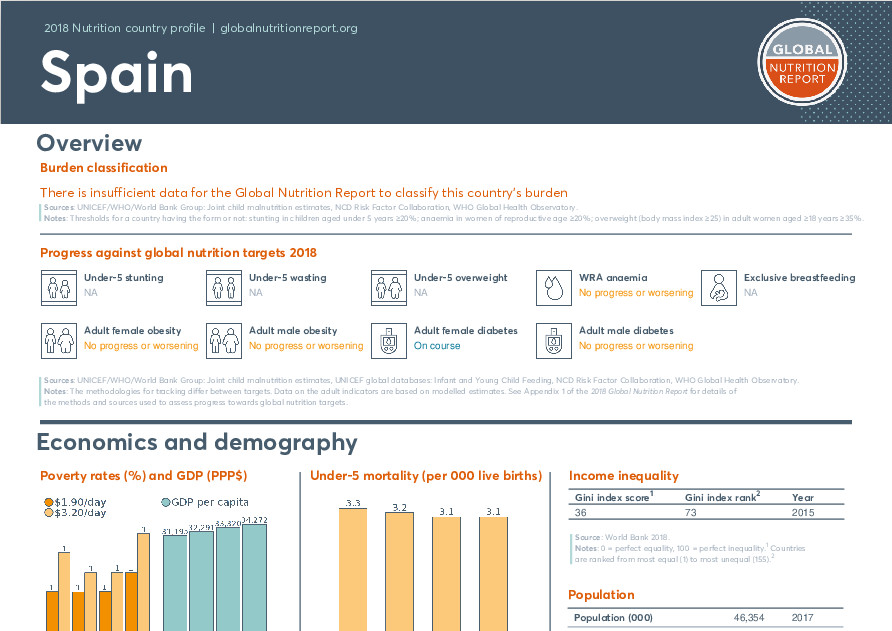 2018 Nutrition country profile | globalnutritionreport.org
Spain
GLOBAL
NUTRITION
REPORT
Overview
Burden classification
There is insufficient data for the Global Nutrition Report to classify this country's burden
Sources: UNICEF/WHO/World Bank Group: Joint child malnutrition estimates, NCD Risk Factor Collaboration, WHO Global Health Observatory.
Notes: Thresholds for a country having the form or not: stunting in children aged under 5 years ≥20%; anaemia in women of reproductive age ≥20%; overweight (body mass index ≥25) in adult women aged ≥18 years ≥35%.
Progress against global nutrition targets 2018
Under-5 stunting
NA
Under-5 wasting
NA
Under-5 overweight
NA
WRA anaemia
No progress or worsening
Exclusive breastfeeding
NA
Adult female obesity
No progress or worsening
Adult male obesity
No progress or worsening
Adult female diabetes
On course
Adult male diabetes
No progress or worsening
Sources: UNICEF/WHO/World Bank Group: Joint child malnutrition estimates, UNICEF global databases: Infant and Young Child Feeding, NCD Risk Factor Collaboration, WHO Global Health Observatory.
Notes: The methodologies for tracking differ between targets. Data on the adult indicators are based on modelled estimates. See Appendix 1 of the 2018 Global Nutrition Report for details of
the methods and sources used to assess progress towards global nutrition targets.
Economics and demography
Poverty rates (%) and GDP (PPP$)
$1.90/day
$3.20/day
GDP per capita
1 1 1 1 1 1 1 1
31,195 32,291 33,320 34,272
Under-5 mortality (per 000 live births)
3.3 3.2 3.1 3.1
Income inequality
Gini index score1 Gini index rank2 Year
36 73 2015
Source: World Bank 2018.
Notes: 0 = perfect equality, 100 = perfect inequality.1 Countries
are ranked from most equal (1) to most unequal (155).2
Population
Population (000) 46,354 2017